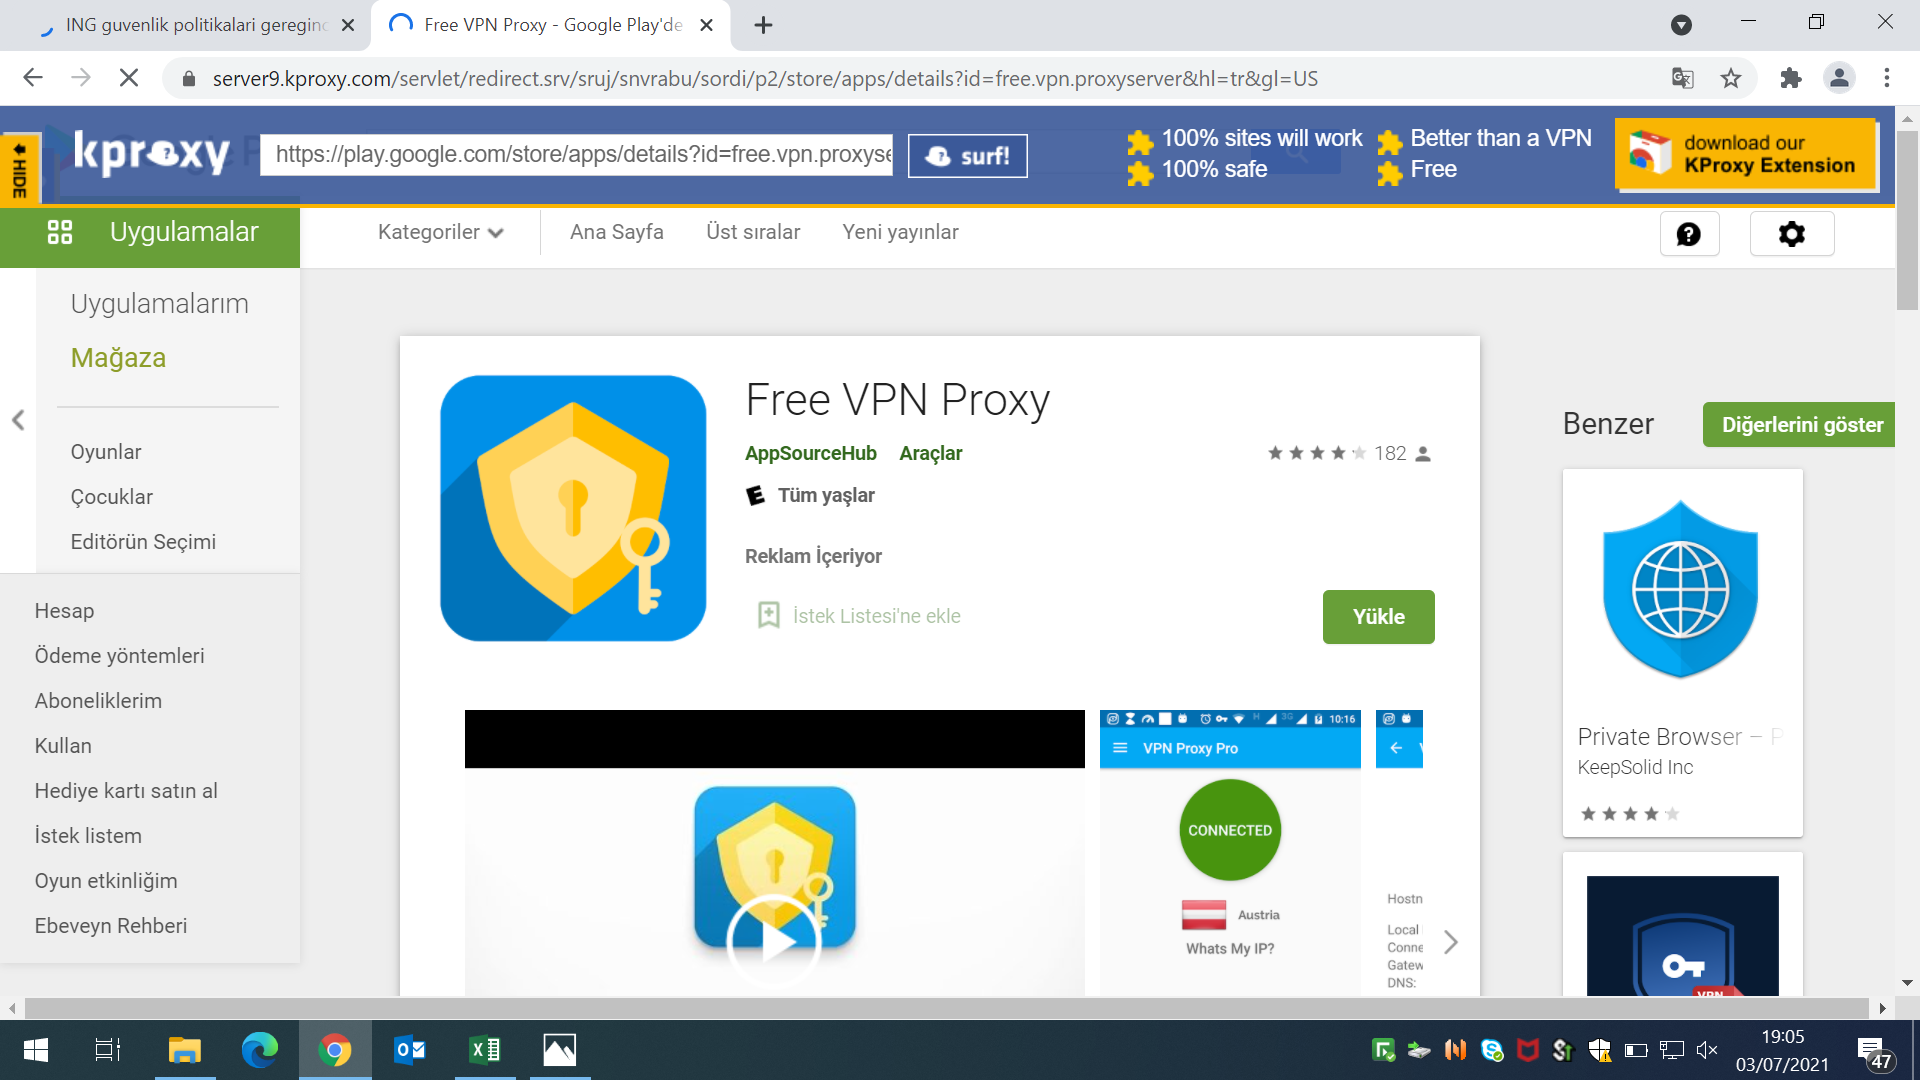 ING guvenlik politikalari geregin
Free VPN Proxy - Google Play'de
server9.kproxy.com/servlet/redirect.srv/sruj/snvrabu/sordi/p2/store/apps/details?id=free.vpn.proxyserver&hl=tr&gl=US
HIDE
kproxy
https://play.google.com/store/apps/details?id=free.vpn.proxyse
surf!
100% sites will work
100% safe
Better than a VPN
Free
download our
KProxy Extension
Uygulamalar
Kategoriler
Ana Sayfa
Üst sıralar
Yeni yayınlar
Uygulamalarım
Mağaza
Oyunlar
Çocuklar
Editörün Seçimi
Hesap
Ödeme yöntemleri
Aboneliklerim
Kullan
Hediye kartı satın al
İstek listem
Oyun etkinliğim
Ebeveyn Rehberi
Free VPN Proxy
AppSourceHub Araçlar
182
Tüm yaşlar
Reklam İçeriyor
İstek Listesi'ne ekle
Yükle
H 3G 10:16
VPN Proxy Pro
CONNECTED
Austria
Whats My IP?
Hostn
Local
Conne
Gatew
DNS:
Benzer
Diğerlerini göster
Private Browser – P
KeepSolid Inc
VPN
19:05
03/07/2021
47